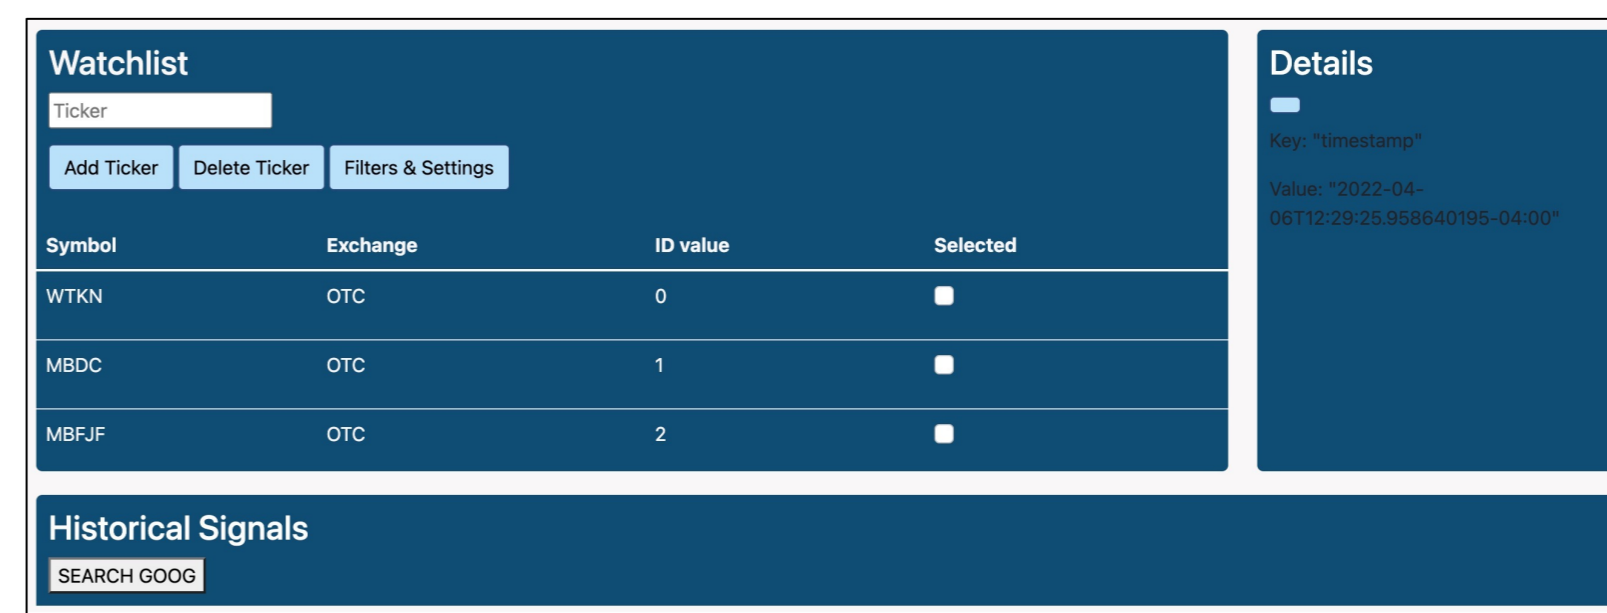 Watchlist
Ticker
Add Ticker Delete Ticker Filters & Settings
Symbol Exchange ID value Selected
WTKN OTC 0
MBDC OTC 1
MBFJF OTC 2
Details
Key: "timestamp"
Value: "2022-04-
06T12:29:25.958640195-04:00"
Historical Signals
SEARCH GOOG